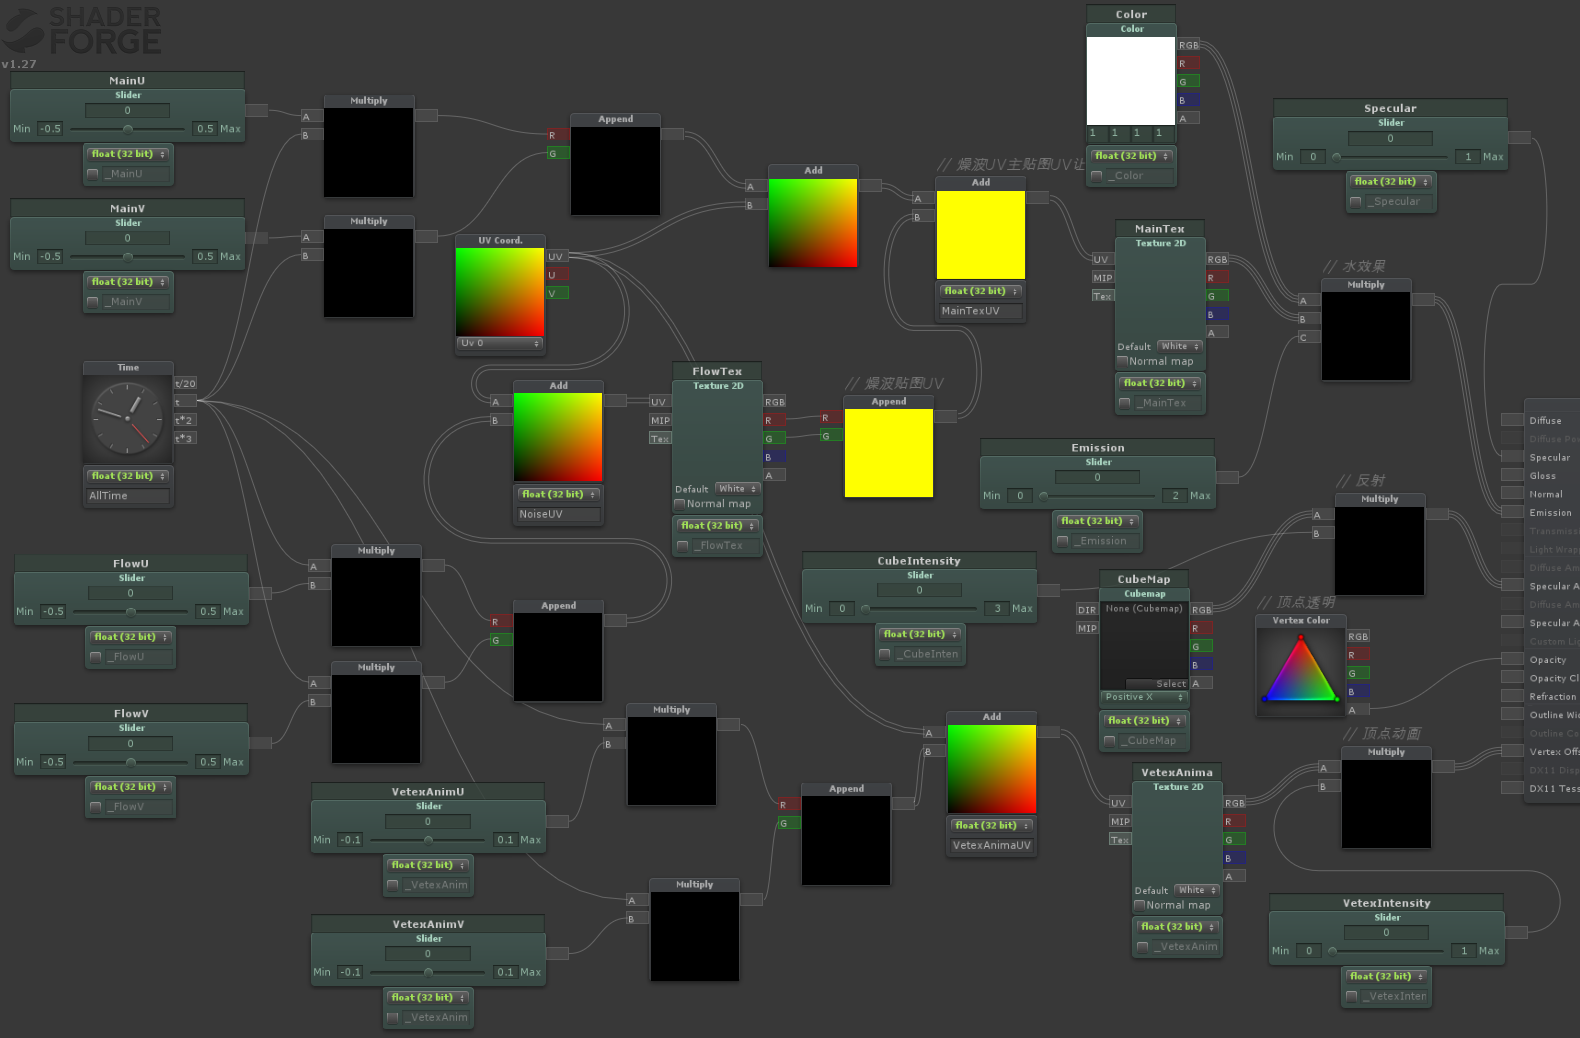 SHADER
FORGE
v1.27
MainU
Slider
0
Min -0.5 0.5 Max
float (32 bit)
_MainU
MainV
Slider
0
Min -0.5 0.5 Max
float (32 bit)
_MainV
Time
t/20
t
t*2
t*3
float (32 bit)
AllTime
FlowU
Slider
0
Min -0.5 0.5 Max
float (32 bit)
_FlowU
FlowV
Slider
0
Min -0.5 0.5 Max
float (32 bit)
_FlowV
Multiply
A
B
Multiply
A
B
Multiply
A
B
Multiply
A
B
Append
R
G
UV Coord.
UV
U
V
Uv 0
Add
A
B
float (32 bit)
NoiseUV
Append
R
G
VetexAnimU
Slider
0
Min -0.1 0.1 Max
float (32 bit)
_VetexAnim
VetexAnimV
Slider
0
Min -0.1 0.1 Max
float (32 bit)
_VetexAnim
Multiply
A
B
Multiply
A
B
FlowTex
Texture 2D
UV RGB
MIP R
Tex G
B
A
Default White
Normal map
float (32 bit)
_FlowTex
Add
A
B
// 燥波贴图UV
Append
R
G
// 燥波UV主贴图UV让
Add
A
B
float (32 bit)
MainTexUV
Append
R
G
Add
A
B
float (32 bit)
VetexAnimaUV
CubeIntensity
Slider
0
Min 0 3 Max
float (32 bit)
_CubeInten
Emission
Slider
0
Min 0 2 Max
float (32 bit)
_Emission
Color
Color
RGB
R
G
B
A
1 1 1 1
float (32 bit)
_Color
MainTex
Texture 2D
UV RGB
MIP R
Tex G
B
A
Default White
Normal map
float (32 bit)
_MainTex
CubeMap
Cubemap
None (Cubemap)
DIR RGB
MIP R
G
B
A
Select
Positive X
float (32 bit)
_CubeMap
VetexAnima
Texture 2D
UV RGB
MIP R
Tex G
B
A
Default White
Normal map
float (32 bit)
_VetexAnim
Specular
Slider
0
Min 0 1 Max
float (32 bit)
_Specular
// 水效果
Multiply
A
B
C
// 反射
Multiply
A
B
// 顶点透明
Vertex Color
RGB
R
G
B
A
// 顶点动画
Multiply
A
B
VetexIntensity
Slider
0
Min 0 1 Max
float (32 bit)
_VetexInten
Diffuse
Diffuse Po
Specular
Gloss
Normal
Emission
Transmiss
Light Wrap
Diffuse Am
Specular A
Diffuse Am
Specular A
Custom Lig
Opacity
Opacity Cl
Refraction
Outline Wi
Outline Co
Vertex Offs
DX11 Disp
DX11 Tess